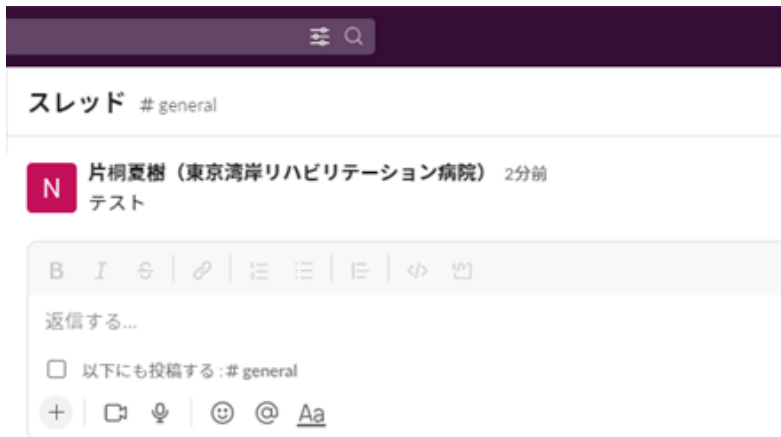 スレッド # general
N
片桐夏樹（東京湾岸リハビリテーション病院） 2分前
テスト
B I S
返信する...
以下にも投稿する : # general
+ @ Aa